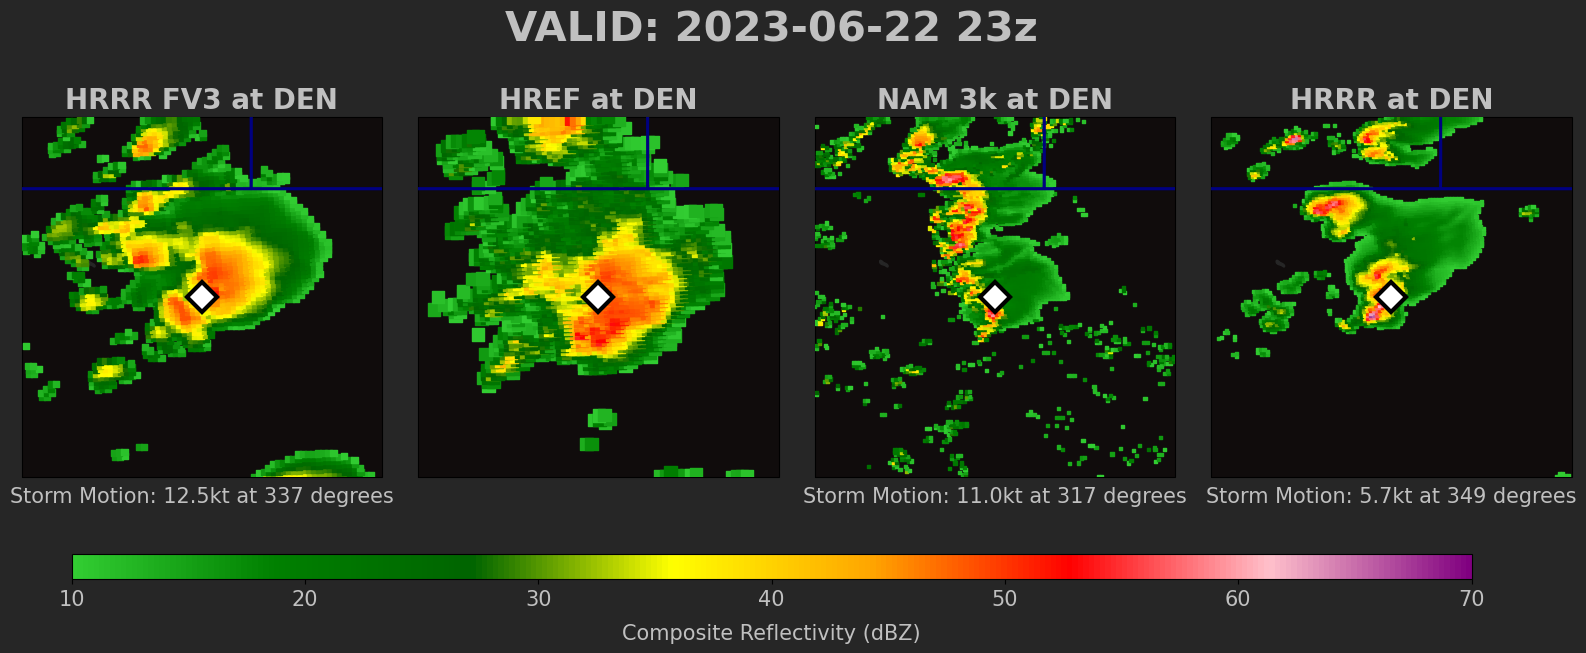 VALID: 2023-06-22 23z
HRRR FV3 at DEN
HREF at DEN
NAM 3k at DEN
HRRR at DEN
Storm Motion: 12.5kt at 337 degrees
Storm Motion: 11.0kt at 317 degrees
Storm Motion: 5.7kt at 349 degrees
10 20 30 40 50 60 70
Composite Reflectivity (dBZ)